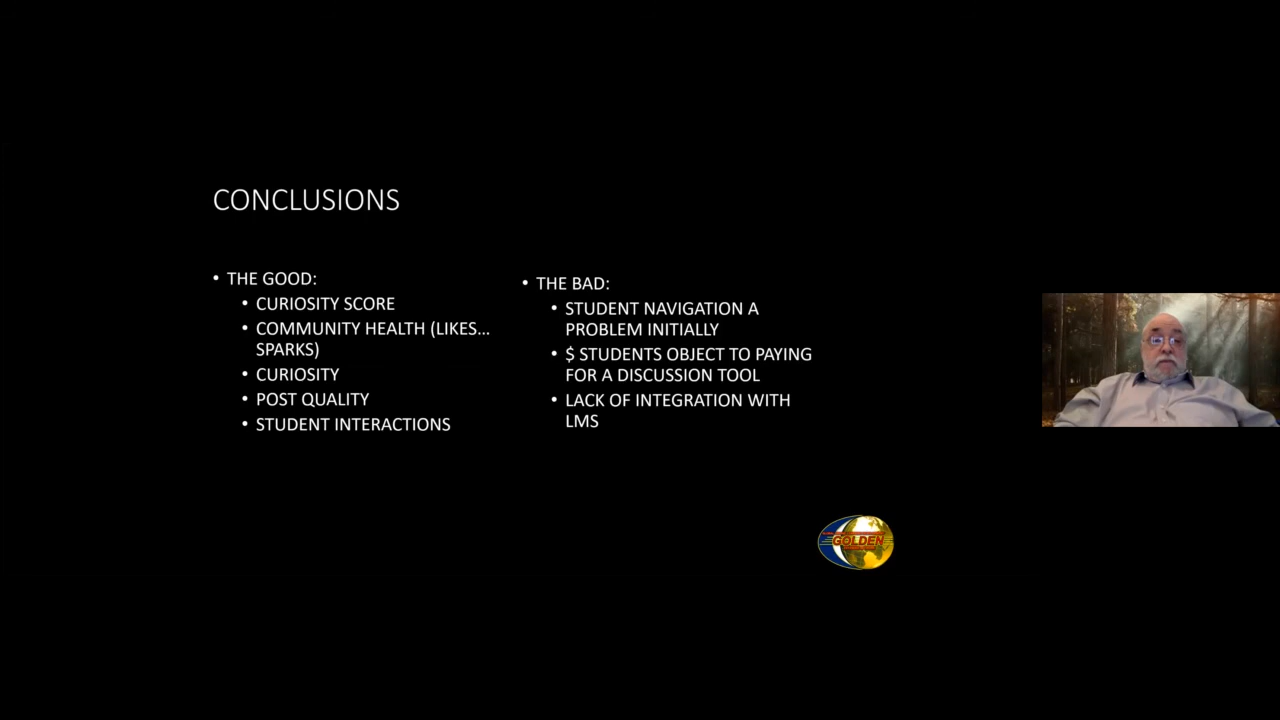 CONCLUSIONS
• THE GOOD:
• CURIOSITY SCORE
• COMMUNITY HEALTH (LIKES...
SPARKS)
• CURIOSITY
• POST QUALITY
• STUDENT INTERACTIONS
• THE BAD:
• STUDENT NAVIGATION A
PROBLEM INITIALLY
• $ STUDENTS OBJECT TO PAYING
FOR A DISCUSSION TOOL
• LACK OF INTEGRATION WITH
LMS
GOLDEN